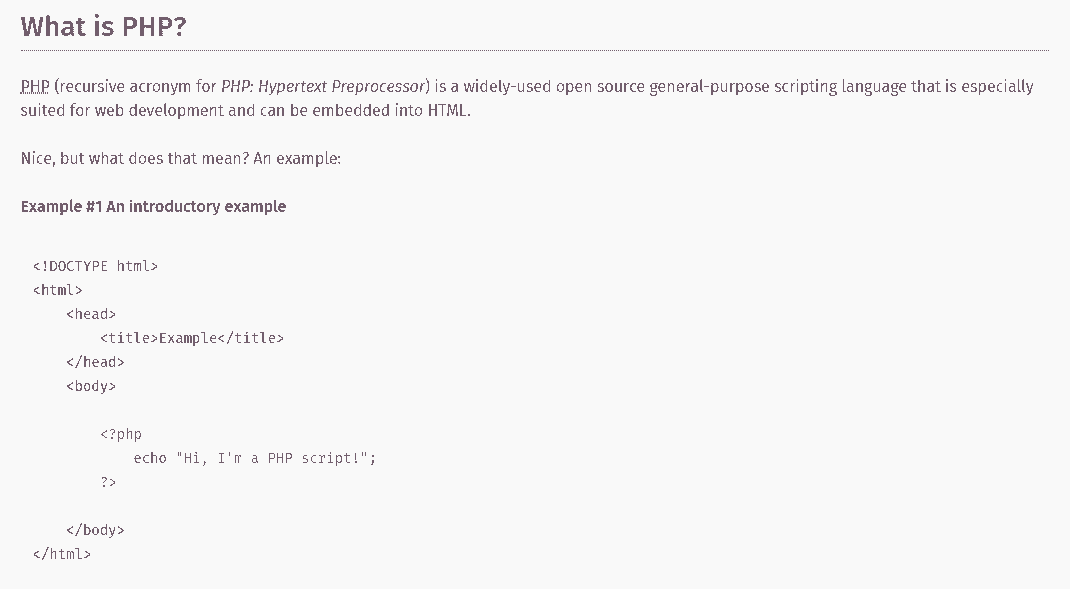 What is PHP?
PHP (recursive acronym for PHP: Hypertext Preprocessor) is a widely-used open source general-purpose scripting language that is especially
suited for web development and can be embedded into HTML.
Nice, but what does that mean? An example:
Example #1 An introductory example
<!DOCTYPE html>
<html>
    <head>
        <title>Example</title>
    </head>
    <body>
        <?php
            echo "Hi, I'm a PHP script!";
        ?>
    </body>
</html>